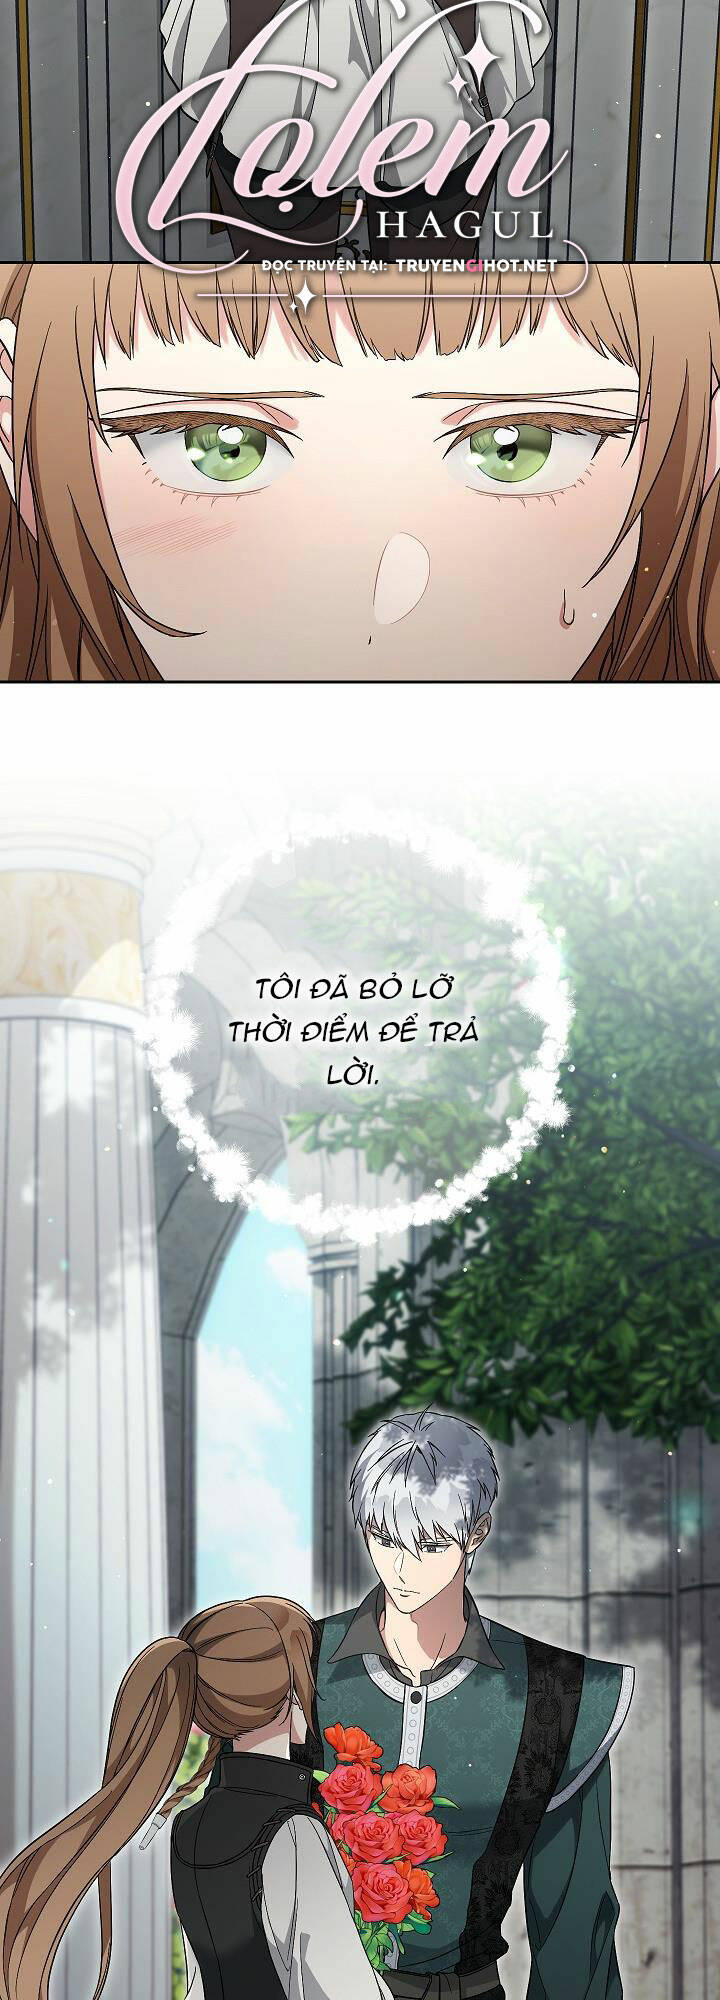 Lọlem
HAGUL
ĐỌC TRUYỆN TẠI: TRUYENGIHOT.NET
TÔI ĐÃ BỎ LỠ
THỜI ĐIỂM ĐỂ TRẢ
LỜI.